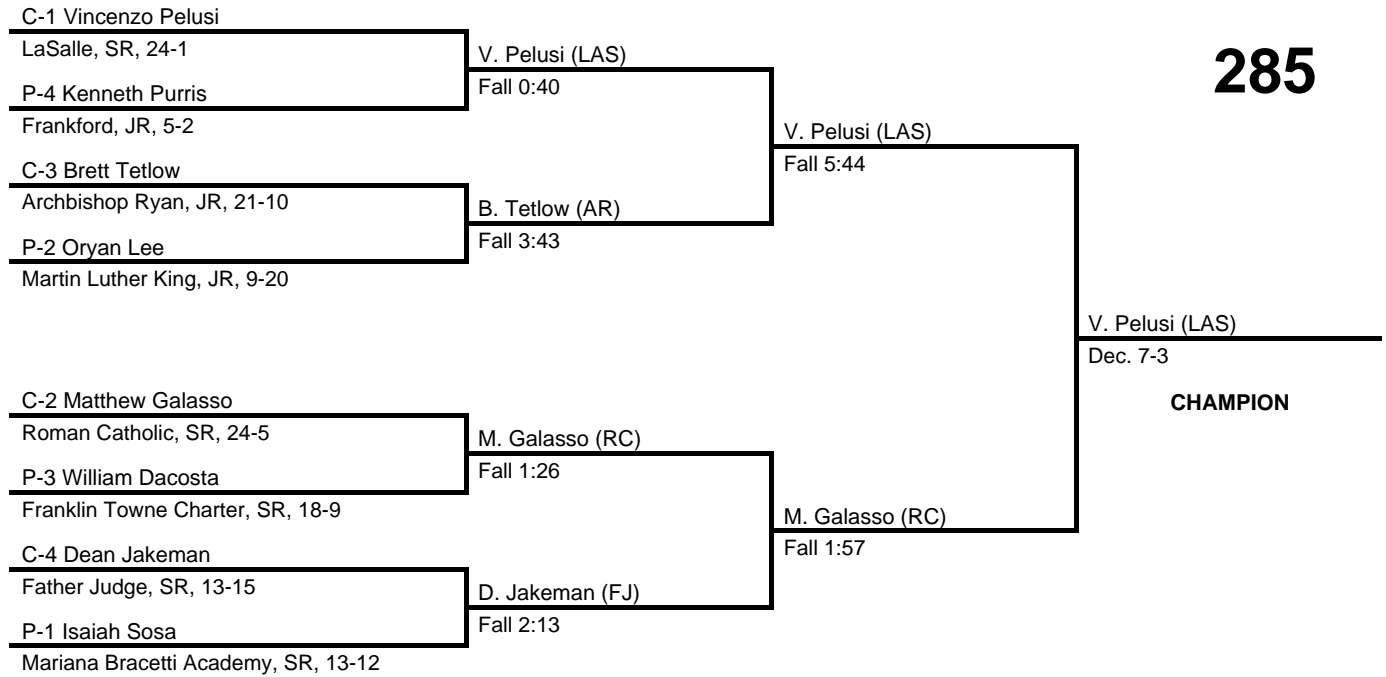 C-1 Vincenzo Pelusi
LaSalle, SR, 24-1
P-4 Kenneth Purris
Frankford, JR, 5-2
C-3 Brett Tetlow
Archbishop Ryan, JR, 21-10
P-2 Oryan Lee
Martin Luther King, JR, 9-20
C-2 Matthew Galasso
Roman Catholic, SR, 24-5
P-3 William Dacosta
Franklin Towne Charter, SR, 18-9
C-4 Dean Jakeman
Father Judge, SR, 13-15
P-1 Isaiah Sosa
Mariana Bracetti Academy, SR, 13-12
V. Pelusi (LAS)
Fall 0:40
B. Tetlow (AR)
Fall 3:43
M. Galasso (RC)
Fall 1:26
D. Jakeman (FJ)
Fall 2:13
V. Pelusi (LAS)
Fall 5:44
M. Galasso (RC)
Fall 1:57
285
V. Pelusi (LAS)
Dec. 7-3
CHAMPION